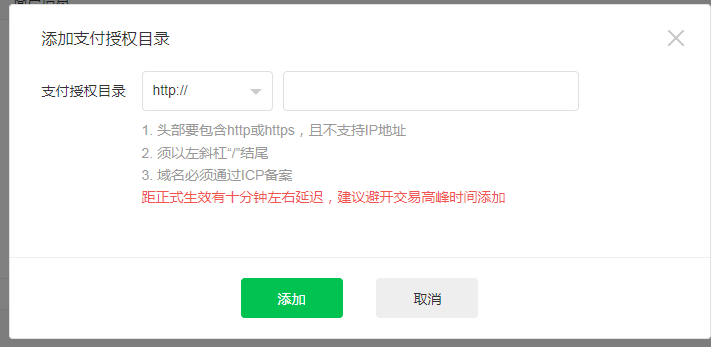 添加支付授权目录
支付授权目录 http://
1. 头部要包含http或https，且不支持IP地址
2. 须以左斜杠“/”结尾
3. 域名必须通过ICP备案
距正式生效有十分钟左右延迟，建议避开交易高峰时间添加
添加 取消